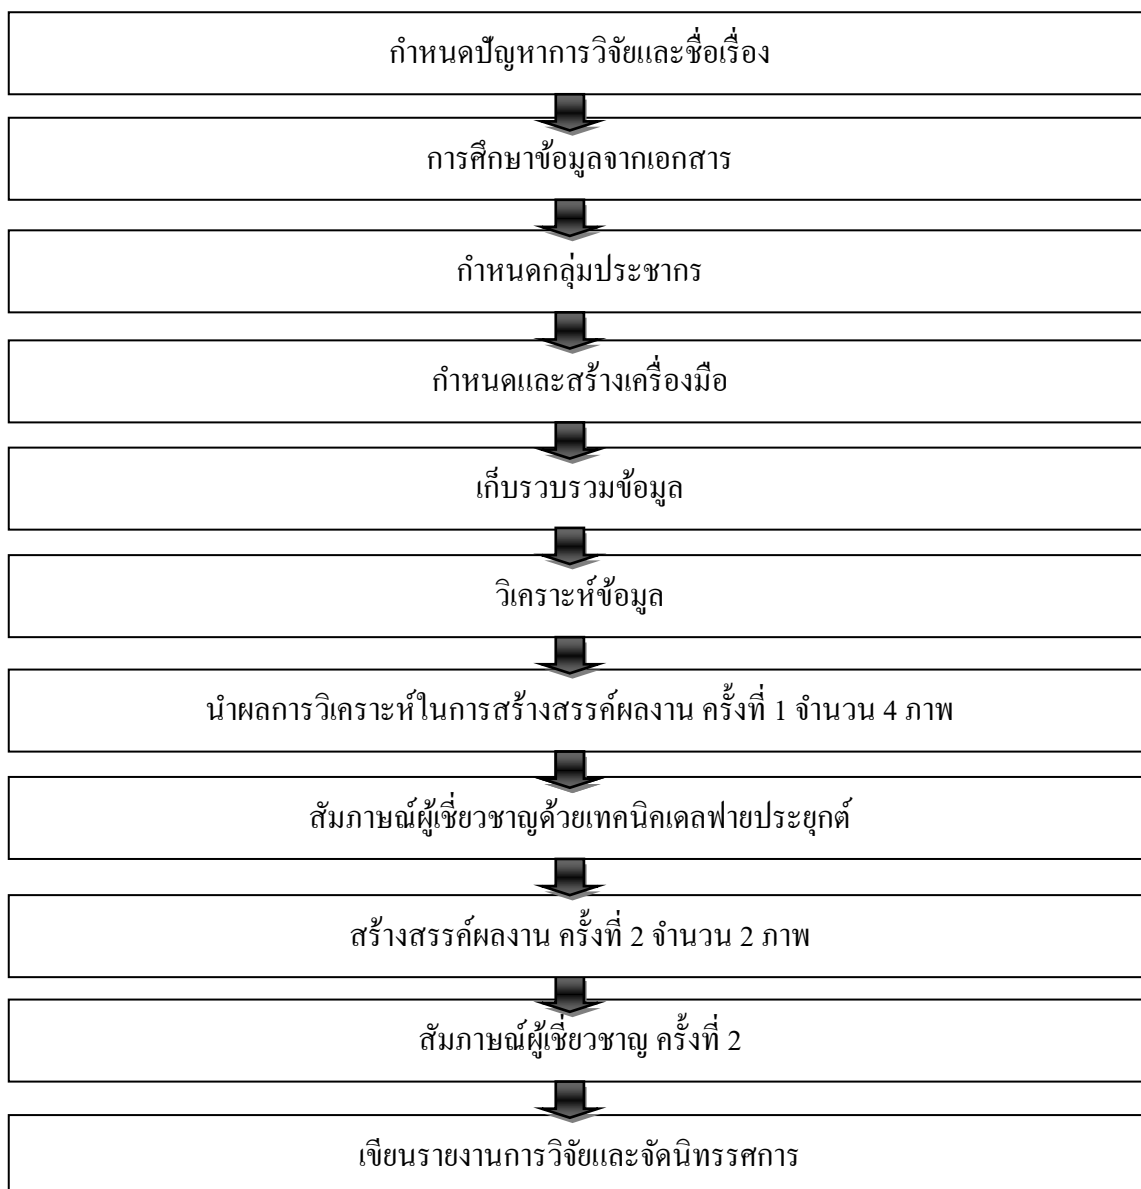 กำหนดปัญหาการวิจัยและชื่อเรื่อง
การศึกษาข้อมูลจากเอกสาร
กำหนดกลุ่มประชากร
กำหนดและสร้างเครื่องมือ
เก็บรวบรวมข้อมูล
วิเคราะห์ข้อมูล
นำผลการวิเคราะห์ในการสร้างสรรค์ผลงาน ครั้งที่ 1 จำนวน 4 ภาพ
สัมภาษณ์ผู้เชี่ยวชาญด้วยเทคนิคเดลฟายประยุกต์
สร้างสรรค์ผลงาน ครั้งที่ 2 จำนวน 2 ภาพ
สัมภาษณ์ผู้เชี่ยวชาญ ครั้งที่ 2
เขียนรายงานการวิจัยและจัดนิทรรศการ